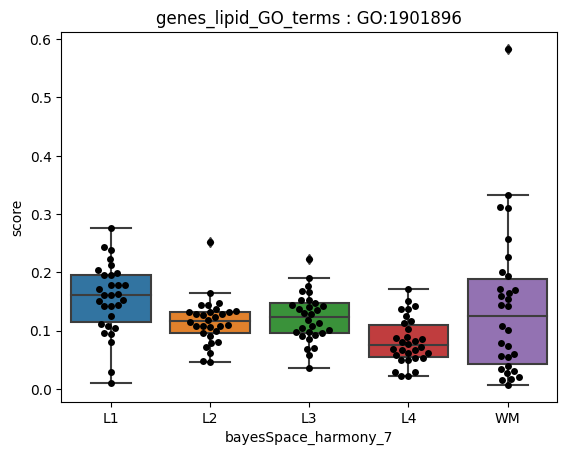 genes_lipid_GO_terms : GO:1901896
0.6
0.5
0.4
0.3
0.2
0.1
0.0
score
L1 L2 L3 L4 WM
bayesSpace_harmony_7